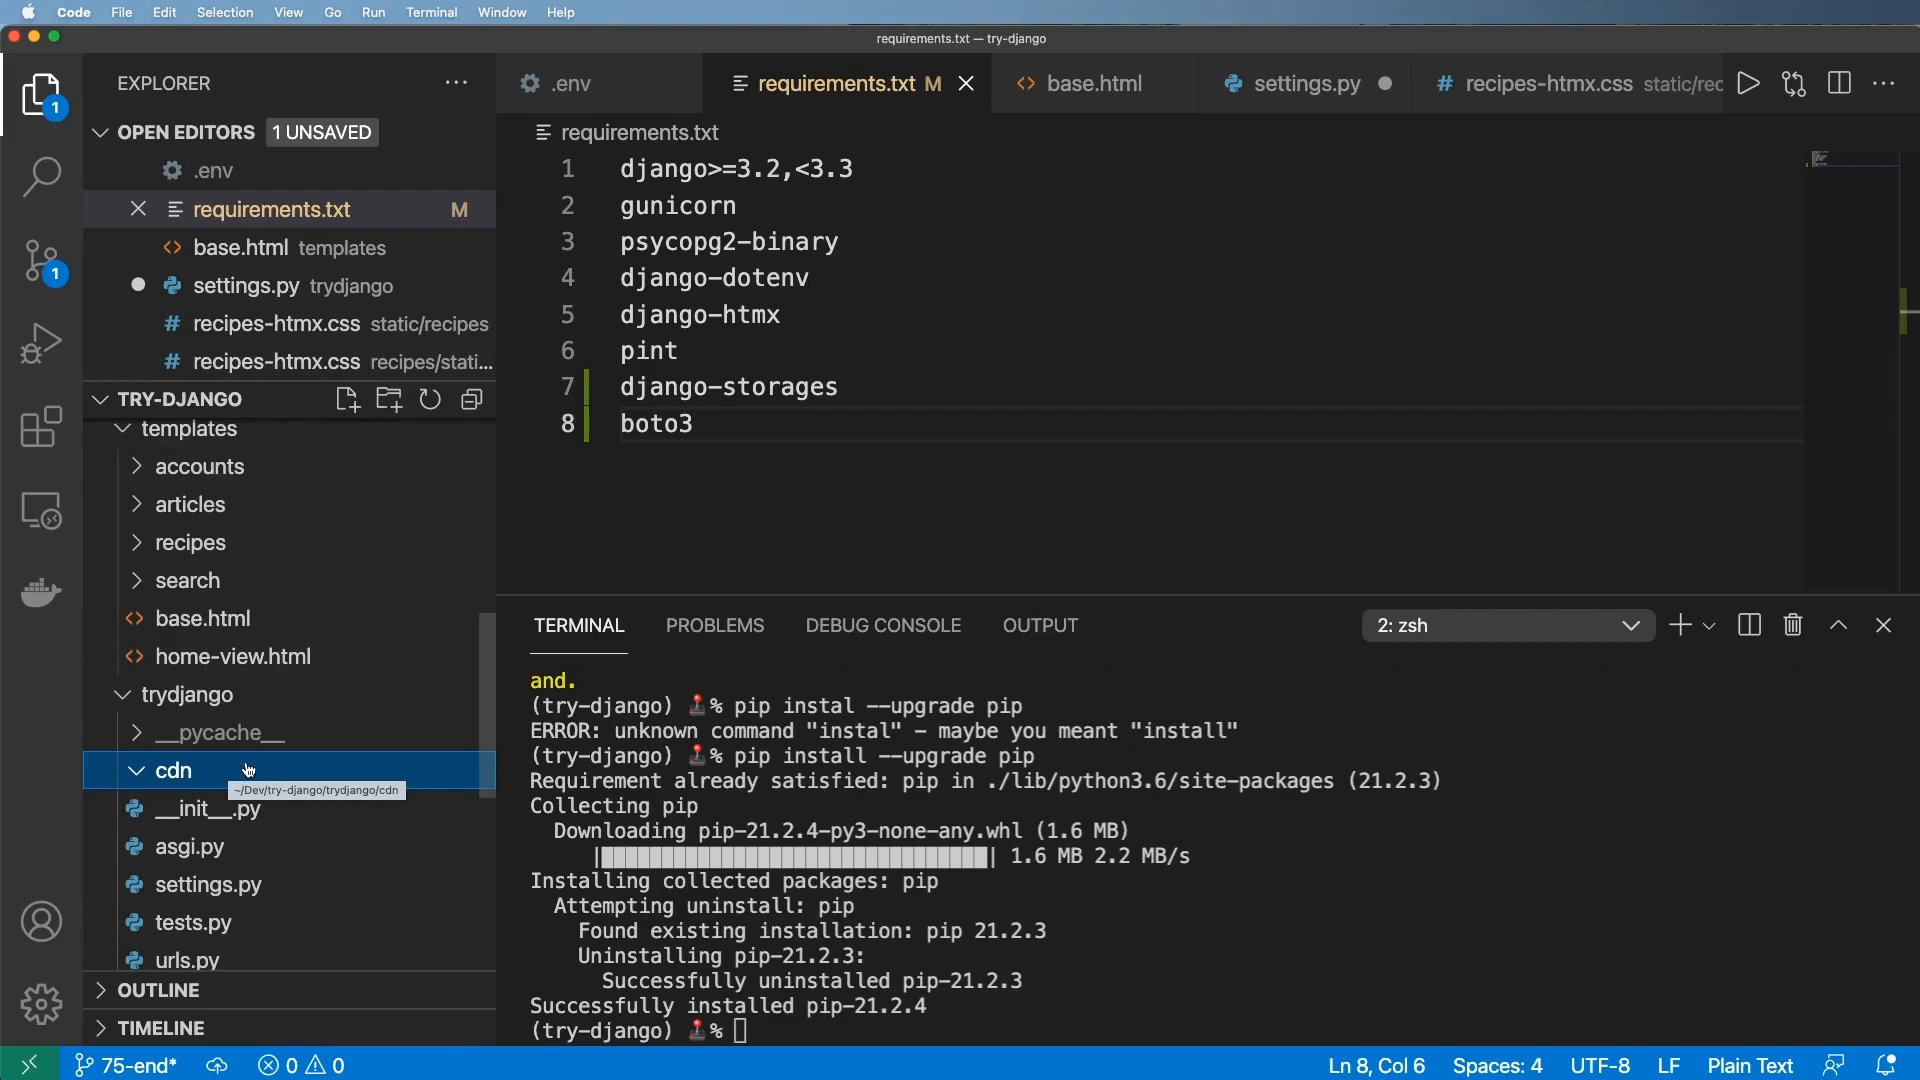 Code File Edit Selection View Go Run Terminal Window Help
requirements.txt — try-django
EXPLORER
OPEN EDITORS 1 UNSAVED
.env
requirements.txt M
base.html templates
settings.py trydjango
recipes-htmx.css static/recipes
recipes-htmx.css recipes/stati...
TRY-DJANGO
templates
accounts
articles
recipes
search
base.html
home-view.html
trydjango
__pycache__
cdn
~/Dev/try-django/trydjango/cdn
__init__.py
asgi.py
settings.py
tests.py
urls.py
OUTLINE
TIMELINE
1
1
.env requirements.txt M base.html settings.py recipes-htmx.css static/rec
requirements.txt
1 django>=3.2,<3.3
2 gunicorn
3 psycopg2-binary
4 django-dotenv
5 django-htmx
6 pint
7 django-storages
8 boto3
TERMINAL PROBLEMS DEBUG CONSOLE OUTPUT 2: zsh
and.
(try-django) 🕹% pip instal --upgrade pip
ERROR: unknown command "instal" - maybe you meant "install"
(try-django) 🕹% pip install --upgrade pip
Requirement already satisfied: pip in ./lib/python3.6/site-packages (21.2.3)
Collecting pip
Downloading pip-21.2.4-py3-none-any.whl (1.6 MB)
|████████████████████████████████| 1.6 MB 2.2 MB/s
Installing collected packages: pip
Attempting uninstall: pip
Found existing installation: pip 21.2.3
Uninstalling pip-21.2.3:
Successfully uninstalled pip-21.2.3
Successfully installed pip-21.2.4
(try-django) 🕹%
75-end* 0 0 Ln 8, Col 6 Spaces: 4 UTF-8 LF Plain Text